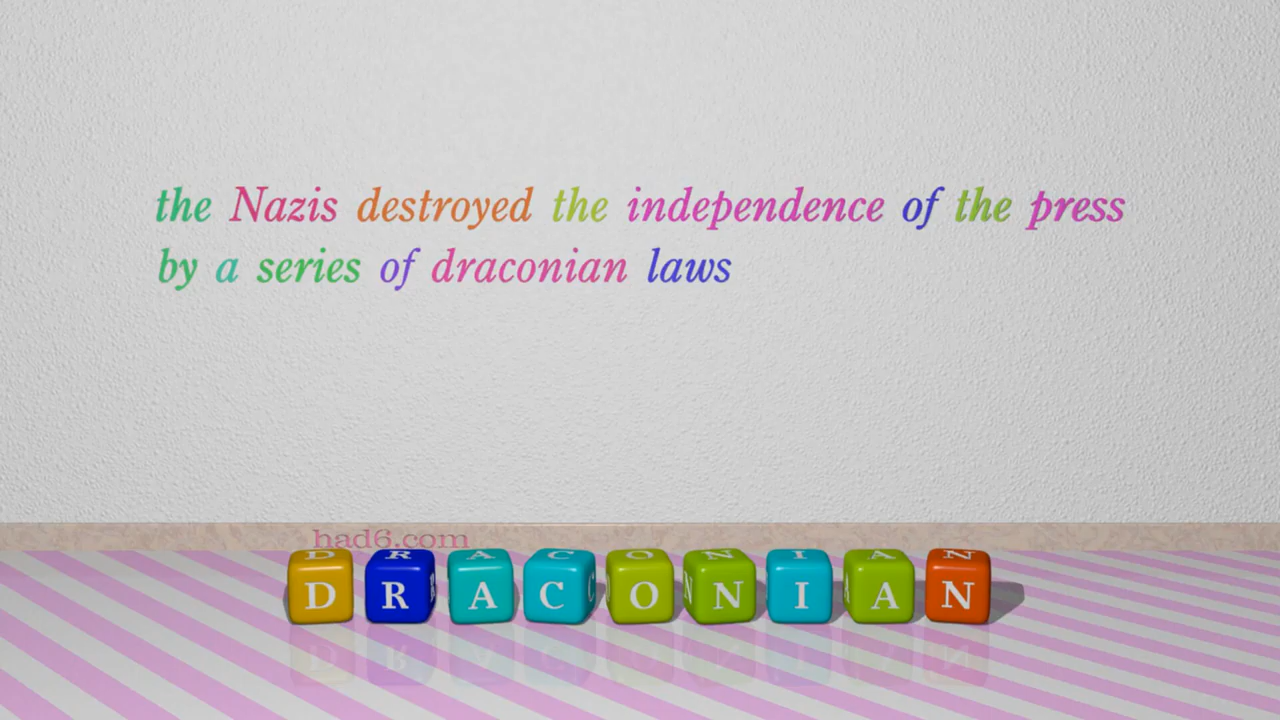 the Nazis destroyed the independence of the press
by a series of draconian laws
had6.com
DRACONIAN